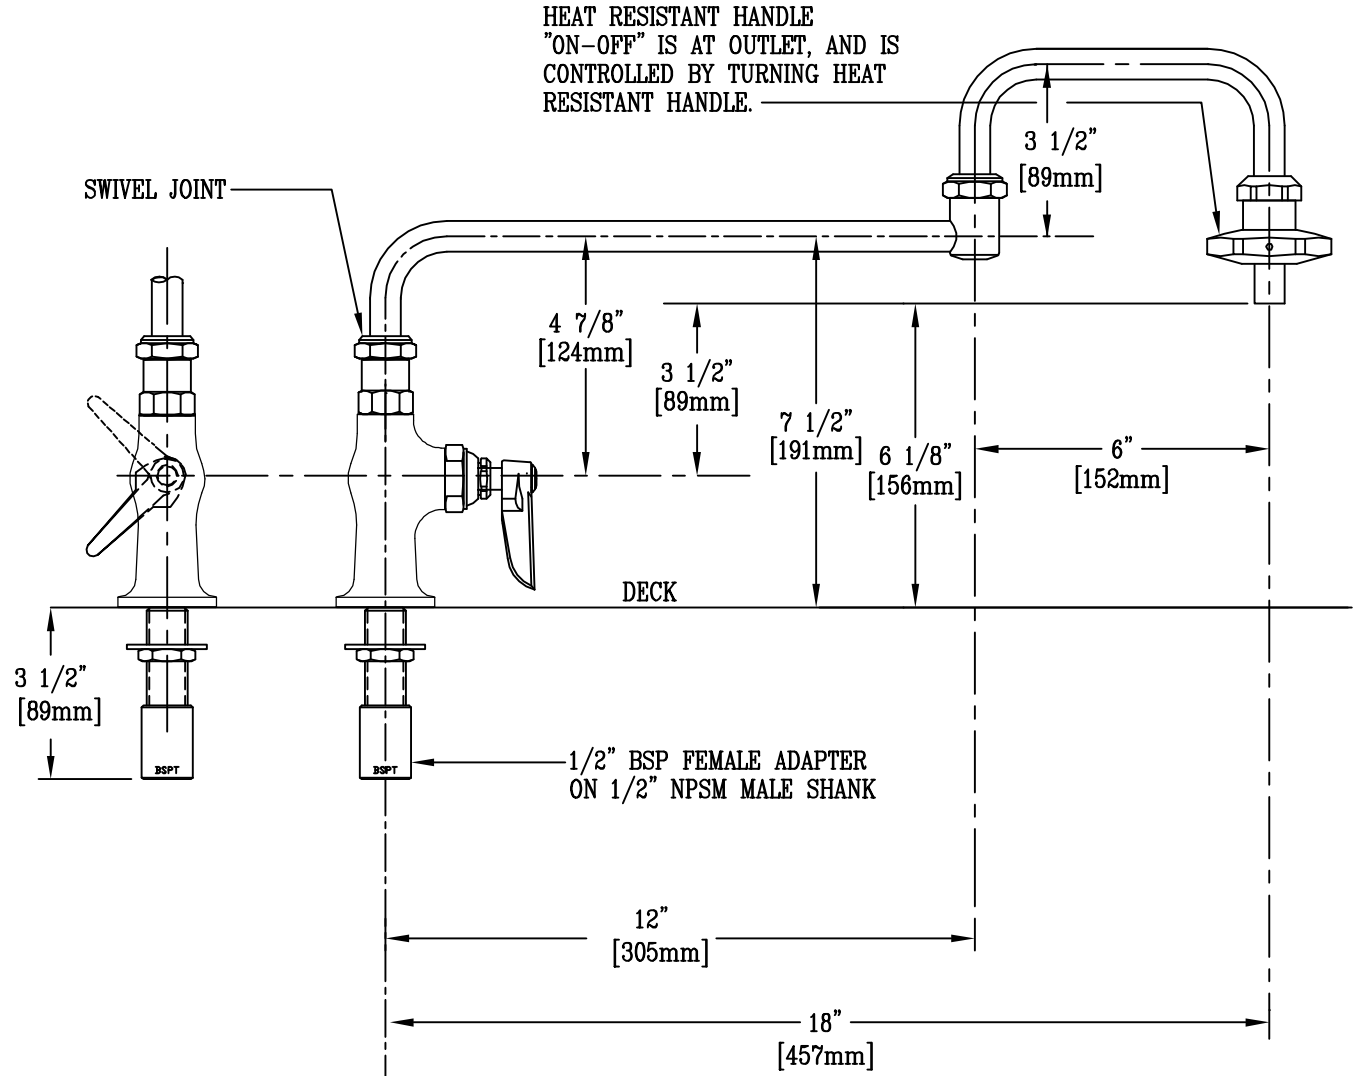 HEAT RESISTANT HANDLE
"ON-OFF" IS AT OUTLET, AND IS
CONTROLLED BY TURNING HEAT
RESISTANT HANDLE.
3 1/2"
[89mm]
SWIVEL JOINT
4 7/8"
[124mm]
3 1/2"
[89mm]
7 1/2"
[191mm]
6 1/8"
[156mm]
6"
[152mm]
DECK
3 1/2"
[89mm]
BSPT
BSPT
1/2" BSP FEMALE ADAPTER
ON 1/2" NPSM MALE SHANK
12"
[305mm]
18"
[457mm]